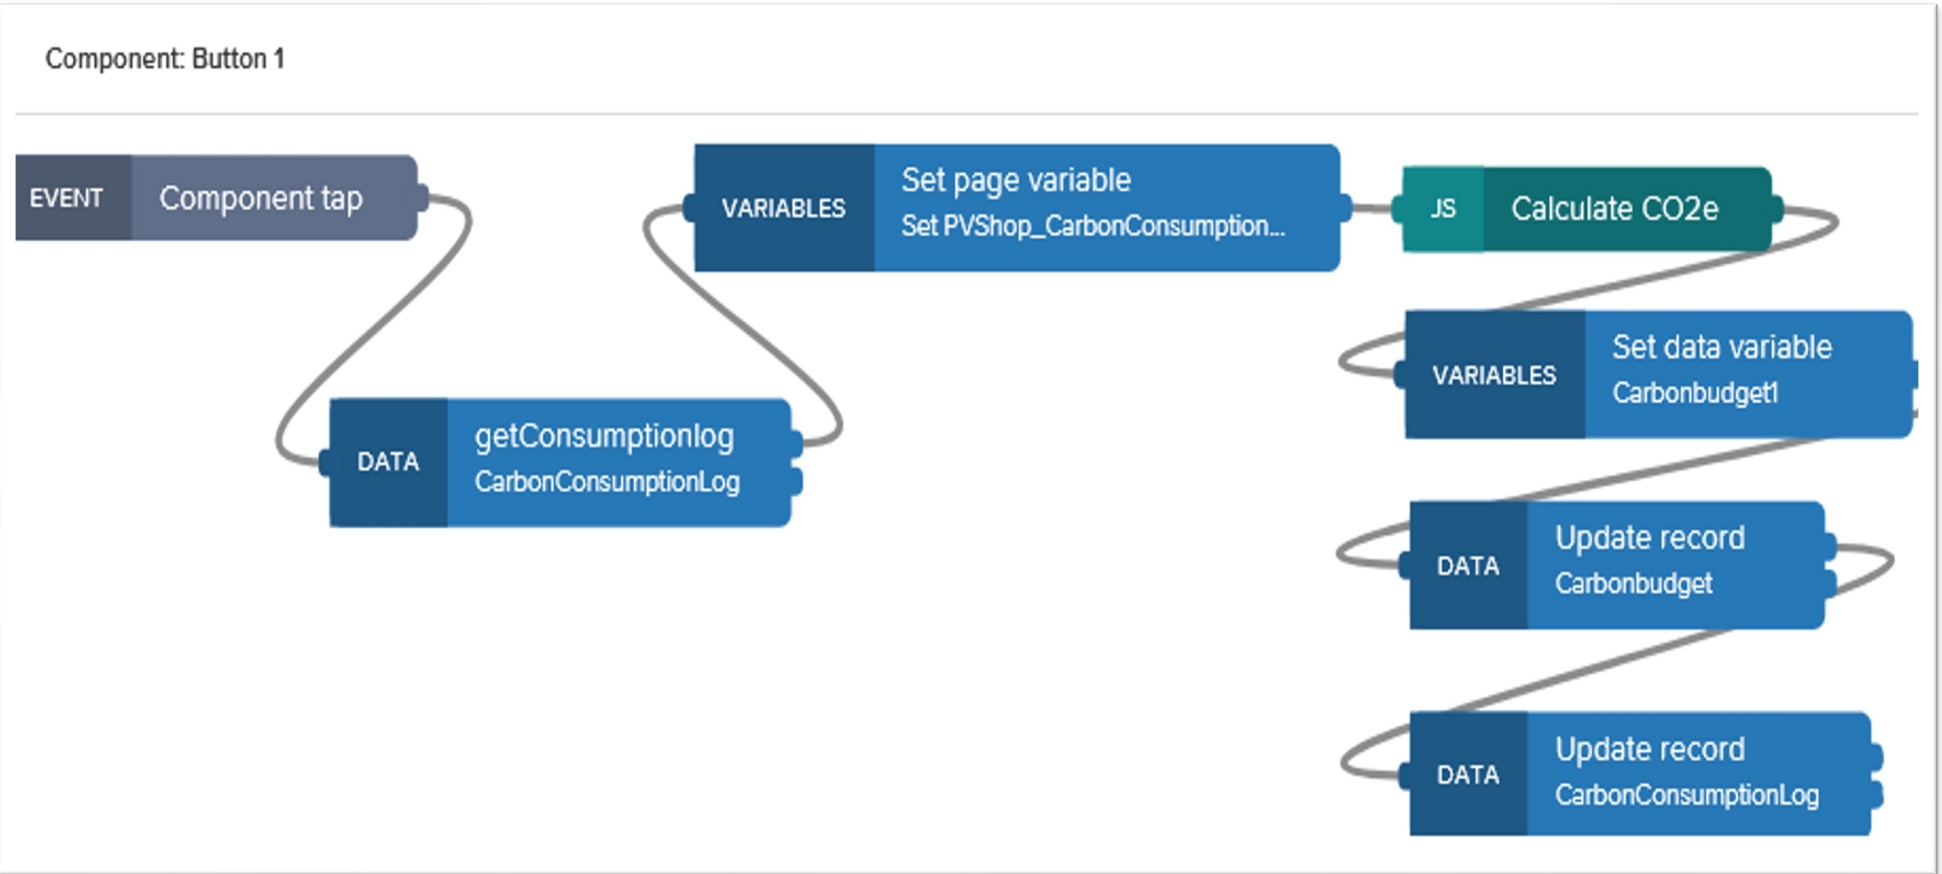 Component: Button 1
EVENT
Component tap
DATA
getConsumptionlog
CarbonConsumptionLog
VARIABLES
Set page variable
Set PVShop_CarbonConsumption...
JS
Calculate CO2e
VARIABLES
Set data variable
Carbonbudget1
DATA
Update record
Carbonbudget
DATA
Update record
CarbonConsumptionLog